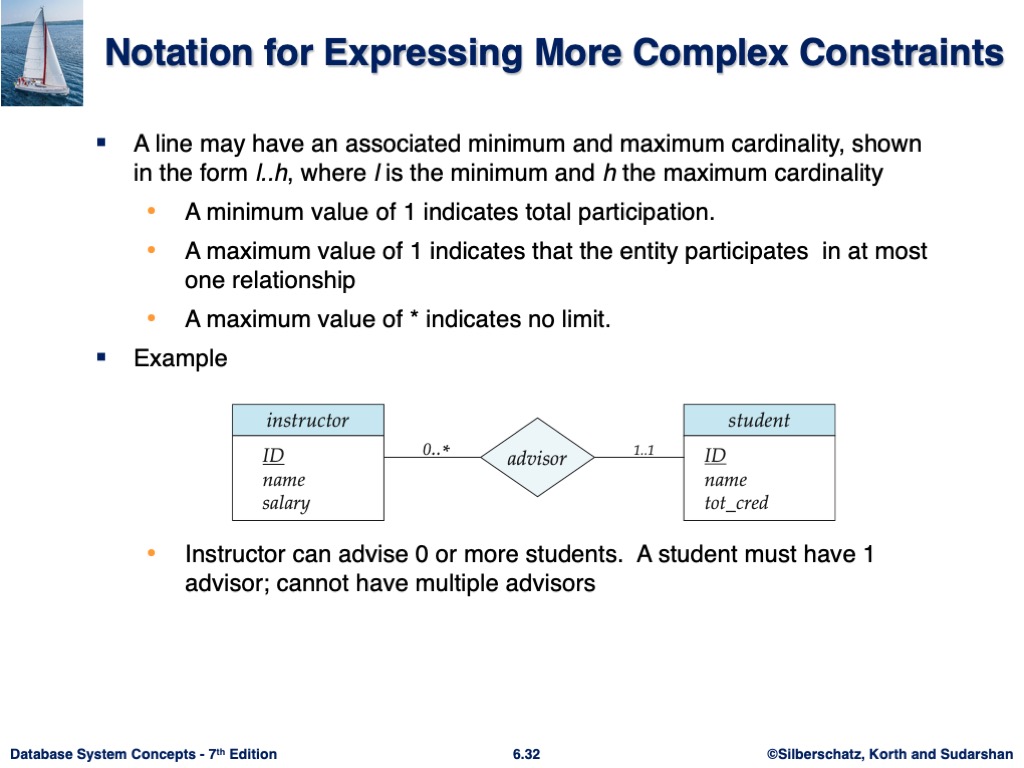 Notation for Expressing More Complex Constraints
A line may have an associated minimum and maximum cardinality, shown
in the form l..h, where l is the minimum and h the maximum cardinality
A minimum value of 1 indicates total participation.
A maximum value of 1 indicates that the entity participates  in at most
one relationship
A maximum value of * indicates no limit.
Example
instructor
ID
name
salary
0..*
advisor
1..1
student
ID
name
tot_cred
Instructor can advise 0 or more students.  A student must have 1
advisor; cannot have multiple advisors
Database System Concepts - 7th Edition
6.32
©Silberschatz, Korth and Sudarshan